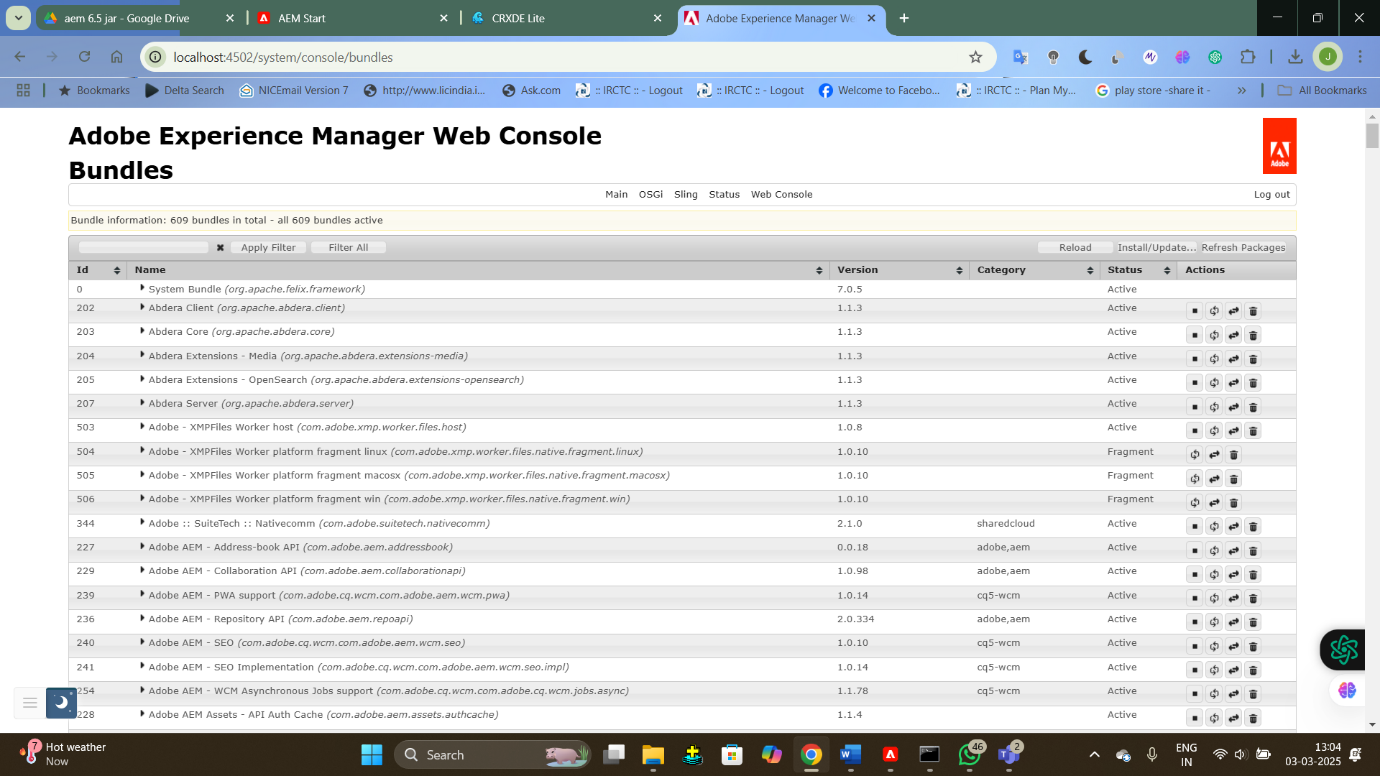 aem 6.5 jar - Google Drive
AEM Start
CRXDE Lite
Adobe Experience Manager We
localhost:4502/system/console/bundles
J
Bookmarks
Delta Search
NICEmail Version 7
http://www.licindia.i...
Ask.com
:: IRCTC :: - Logout
:: IRCTC :: - Logout
Welcome to Facebo...
:: IRCTC :: - Plan My...
play store -share it -
All Bookmarks
Adobe Experience Manager Web Console
Bundles
Adobe
Main OSGi Sling Status Web Console
Log out
Bundle information: 609 bundles in total - all 609 bundles active
Apply Filter Filter All Reload Install/Update... Refresh Packages
Id Name Version Category Status Actions
0 System Bundle (org.apache.felix.framework) 7.0.5 Active
202 Abdera Client (org.apache.abdera.client) 1.1.3 Active
203 Abdera Core (org.apache.abdera.core) 1.1.3 Active
204 Abdera Extensions - Media (org.apache.abdera.extensions-media) 1.1.3 Active
205 Abdera Extensions - OpenSearch (org.apache.abdera.extensions-opensearch) 1.1.3 Active
207 Abdera Server (org.apache.abdera.server) 1.1.3 Active
503 Adobe - XMPFiles Worker host (com.adobe.xmp.worker.files.host) 1.0.8 Active
504 Adobe - XMPFiles Worker platform fragment linux (com.adobe.xmp.worker.files.native.fragment.linux) 1.0.10 Fragment
505 Adobe - XMPFiles Worker platform fragment macosx (com.adobe.xmp.worker.files.native.fragment.macosx) 1.0.10 Fragment
506 Adobe - XMPFiles Worker platform fragment win (com.adobe.xmp.worker.files.native.fragment.win) 1.0.10 Fragment
344 Adobe :: SuiteTech :: Nativecomm (com.adobe.suitetech.nativecomm) 2.1.0 sharedcloud Active
227 Adobe AEM - Address-book API (com.adobe.aem.addressbook) 0.0.18 adobe,aem Active
229 Adobe AEM - Collaboration API (com.adobe.aem.collaborationapi) 1.0.98 adobe,aem Active
239 Adobe AEM - PWA support (com.adobe.cq.wcm.com.adobe.aem.wcm.pwa) 1.0.14 cq5-wcm Active
236 Adobe AEM - Repository API (com.adobe.aem.repoapi) 2.0.334 adobe,aem Active
240 Adobe AEM - SEO (com.adobe.cq.wcm.com.adobe.aem.wcm.seo) 1.0.10 cq5-wcm Active
241 Adobe AEM - SEO Implementation (com.adobe.cq.wcm.com.adobe.aem.wcm.seo.impl) 1.0.14 cq5-wcm Active
254 Adobe AEM - WCM Asynchronous Jobs support (com.adobe.cq.wcm.com.adobe.cq.wcm.jobs.async) 1.1.78 cq5-wcm Active
228 Adobe AEM Assets - API Auth Cache (com.adobe.aem.assets.authcache) 1.1.4 Active
7
Hot weather
Now
Search
46
2
ENG
IN
13:04
03-03-2025